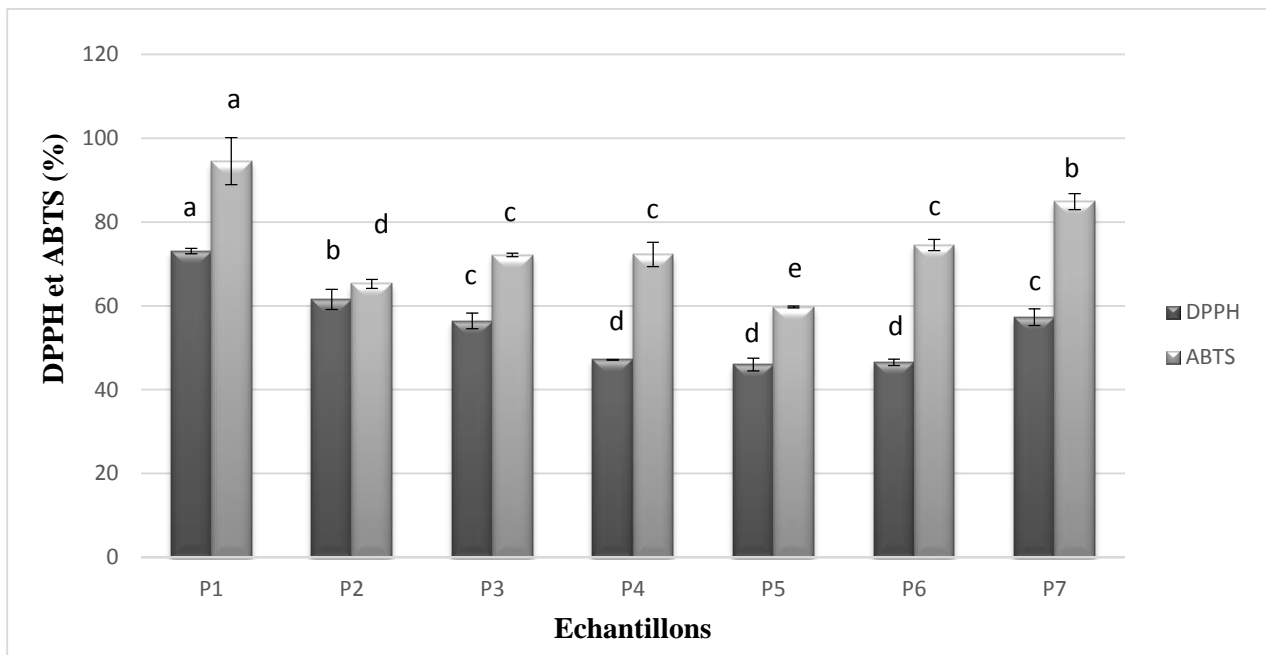 DPPH et ABTS (%)
120
100
80
60
40
20
0
a
a
b
d
c
c
d
c
d
e
d
c
c
b
P1 P2 P3 P4 P5 P6 P7
Echantillons
DPPH
ABTS